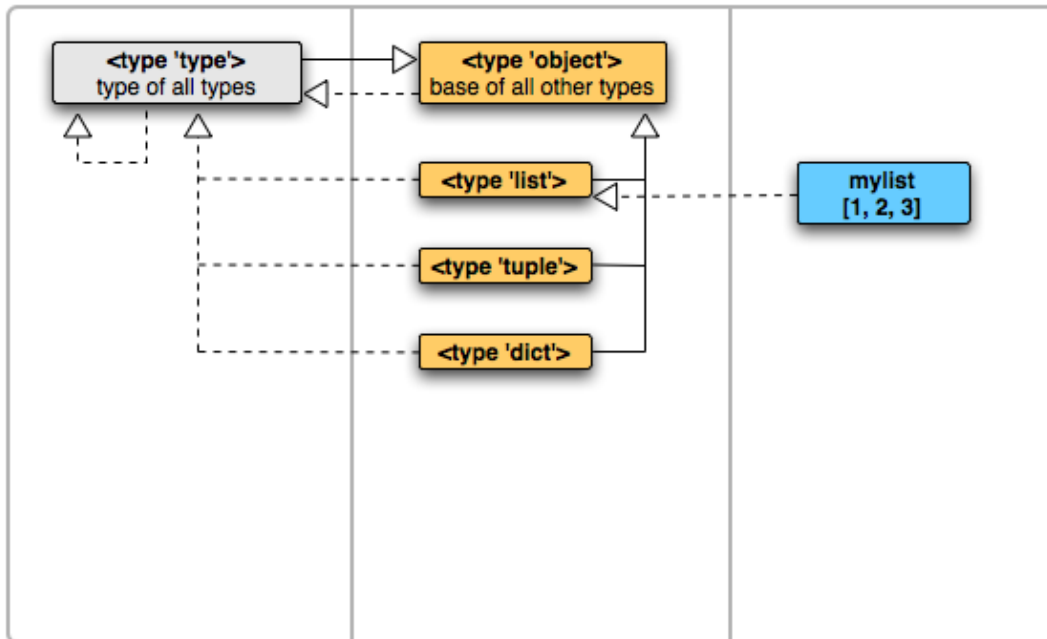 <type 'type'>
type of all types
<type 'object'>
base of all other types
<type 'list'>
mylist
[1, 2, 3]
<type 'tuple'>
<type 'dict'>